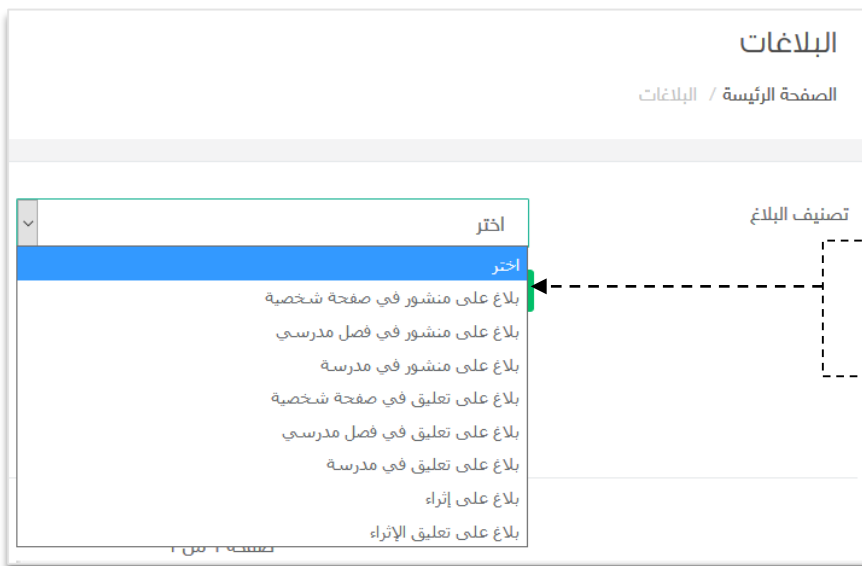 البلاغات
الصفحة الرئيسة / البلاغات
تصنيف البلاغ
اختر
اختر
بلاغ على منشور في صفحة شخصية
بلاغ على منشور في فصل مدرسي
بلاغ على منشور في مدرسة
بلاغ على تعليق في صفحة شخصية
بلاغ على تعليق في فصل مدرسي
بلاغ على تعليق في مدرسة
بلاغ على إثراء
بلاغ على تعليق الإثراء